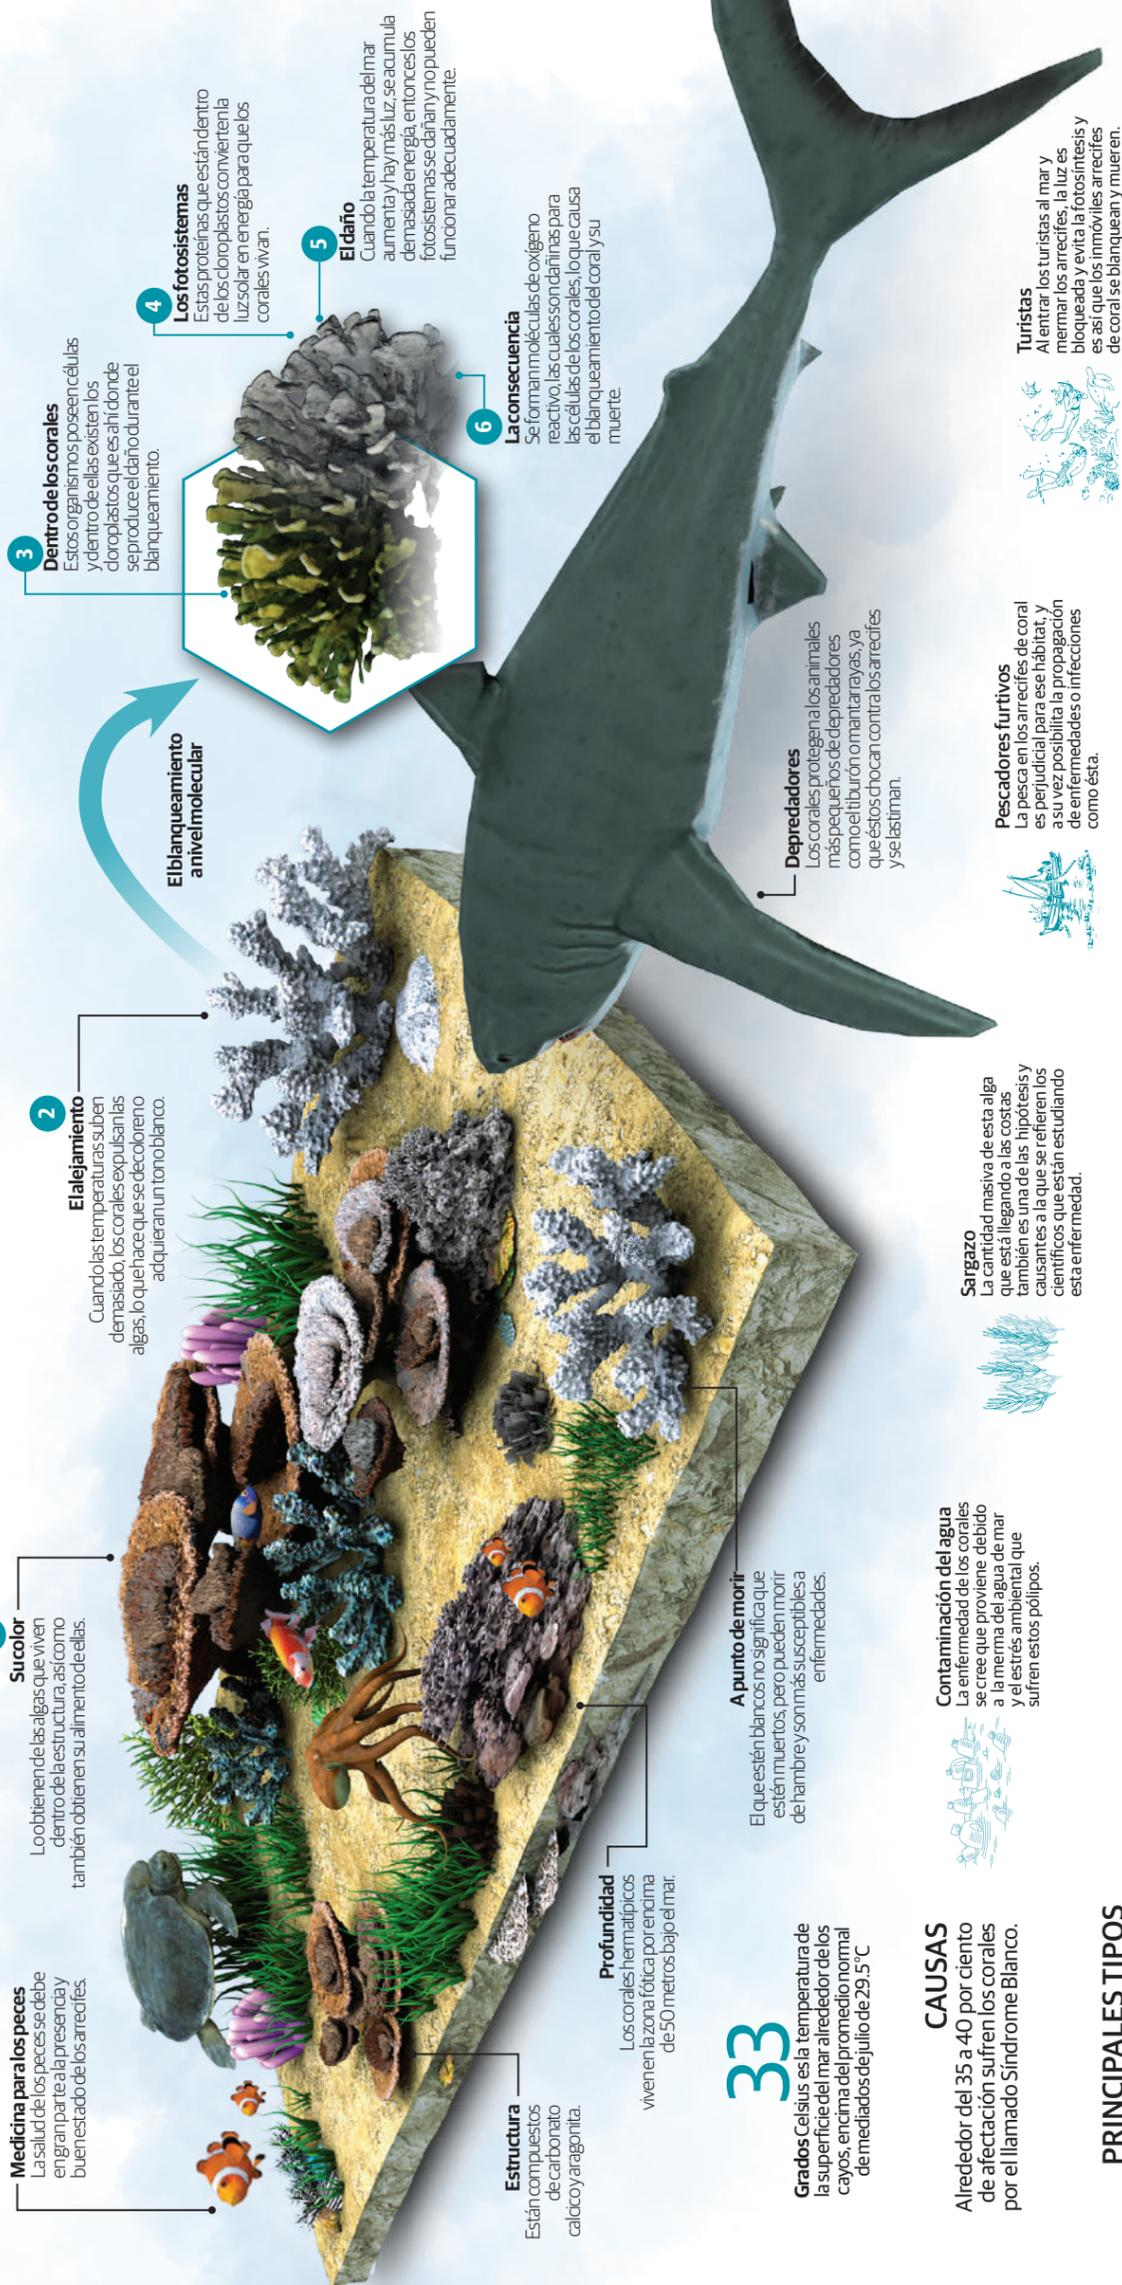 Medicina para los peces
La salud de los peces se debe
en gran parte a la presencia y
buen estado de los arrecifes.
Su color
Lo obtienen de las algas que viven
dentro de la estructura, así como
también obtienen su alimento de ellas.
2
El alejamiento
Cuando las temperaturas suben
demasiado, los corales expulsan las
algas, lo que hace que se decoloren o
adquieran un tono blanco.
El blanqueamiento
a nivel molecular
3
Dentro de los corales
Estos organismos poseen células
y dentro de ellas existen los
cloroplastos que es ahí donde
se produce el daño durante el
blanqueamiento.
4
Los fotosistemas
Estas proteínas que están dentro
de los cloroplastos convierten la
luz solar en energía para que los
corales vivan.
5
El daño
Cuando la temperatura del mar
aumenta y hay más luz, se acumula
demasiada energía, entonces los
fotosistemas se dañan y no pueden
funcionar adecuadamente.
6
La consecuencia
Se forman moléculas de oxígeno
reactivo, las cuales son dañinas para
las células de los corales, lo que causa
el blanqueamiento del coral y su
muerte.
Estructura
Están compuestos
de carbonato
calcico y aragonita.
Profundidad
Los corales hermatípicos
viven en la zona fótica por encima
de 50 metros bajo el mar.
A punto de morir
El que estén blancos no significa que
estén muertos, pero pueden morir
de hambre y son más susceptibles a
enfermedades.
Depredadores
Los corales protegen a los animales
más pequeños de depredadores
como el tiburón o mantarrayas, ya
que éstos chocan contra los arrecifes
y se lastiman.
33
Grados Celsius es la temperatura de
la superficie del mar alrededor de los
cayos, encima del promedio normal
de mediados de julio de 29.5°C
CAUSAS
Alrededor del 35 a 40 por ciento
de afectación sufren los corales
por el llamado Síndrome Blanco.
Contaminación del agua
La enfermedad de los corales
se cree que proviene debido
a la merma del agua de mar
y el estrés ambiental que
sufren estos pólipos.
Sargazo
La cantidad masiva de esta alga
que está llegando a las costas
también es una de las hipótesis y
causantes a la que se refieren los
científicos que están estudiando
esta enfermedad.
Pescadores furtivos
La pesca en los arrecifes de coral
es perjudicial para ese hábitat, y
a su vez posibilita la propagación
de enfermedades o infecciones
como ésta.
Turistas
Al entrar los turistas al mar y
mermar los arrecifes, la luz es
bloqueada y evita la fotosíntesis y
es así que los inmóviles arrecifes
de coral se blanquean y mueren.
PRINCIPALES TIPOS